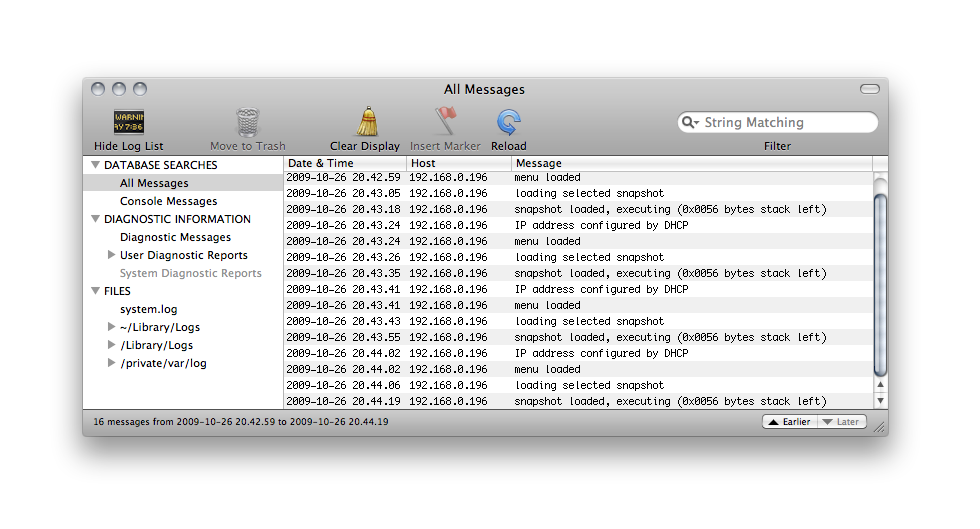 All Messages
WARNIN
AY 7:36
Hide Log List
Move to Trash
Clear Display
Insert Marker
Reload
String Matching
Filter
DATABASE SEARCHES
All Messages
Console Messages
DIAGNOSTIC INFORMATION
Diagnostic Messages
User Diagnostic Reports
System Diagnostic Reports
FILES
system.log
~/Library/Logs
/Library/Logs
/private/var/log
Date & Time Host Message
2009-10-26 20.42.59 192.168.0.196 menu loaded
2009-10-26 20.43.05 192.168.0.196 loading selected snapshot
2009-10-26 20.43.18 192.168.0.196 snapshot loaded, executing (0x0056 bytes stack left)
2009-10-26 20.43.24 192.168.0.196 IP address configured by DHCP
2009-10-26 20.43.24 192.168.0.196 menu loaded
2009-10-26 20.43.26 192.168.0.196 loading selected snapshot
2009-10-26 20.43.35 192.168.0.196 snapshot loaded, executing (0x0056 bytes stack left)
2009-10-26 20.43.41 192.168.0.196 IP address configured by DHCP
2009-10-26 20.43.41 192.168.0.196 menu loaded
2009-10-26 20.43.43 192.168.0.196 loading selected snapshot
2009-10-26 20.43.55 192.168.0.196 snapshot loaded, executing (0x0056 bytes stack left)
2009-10-26 20.44.02 192.168.0.196 IP address configured by DHCP
2009-10-26 20.44.02 192.168.0.196 menu loaded
2009-10-26 20.44.06 192.168.0.196 loading selected snapshot
2009-10-26 20.44.19 192.168.0.196 snapshot loaded, executing (0x0056 bytes stack left)
16 messages from 2009-10-26 20.42.59 to 2009-10-26 20.44.19
Earlier
Later